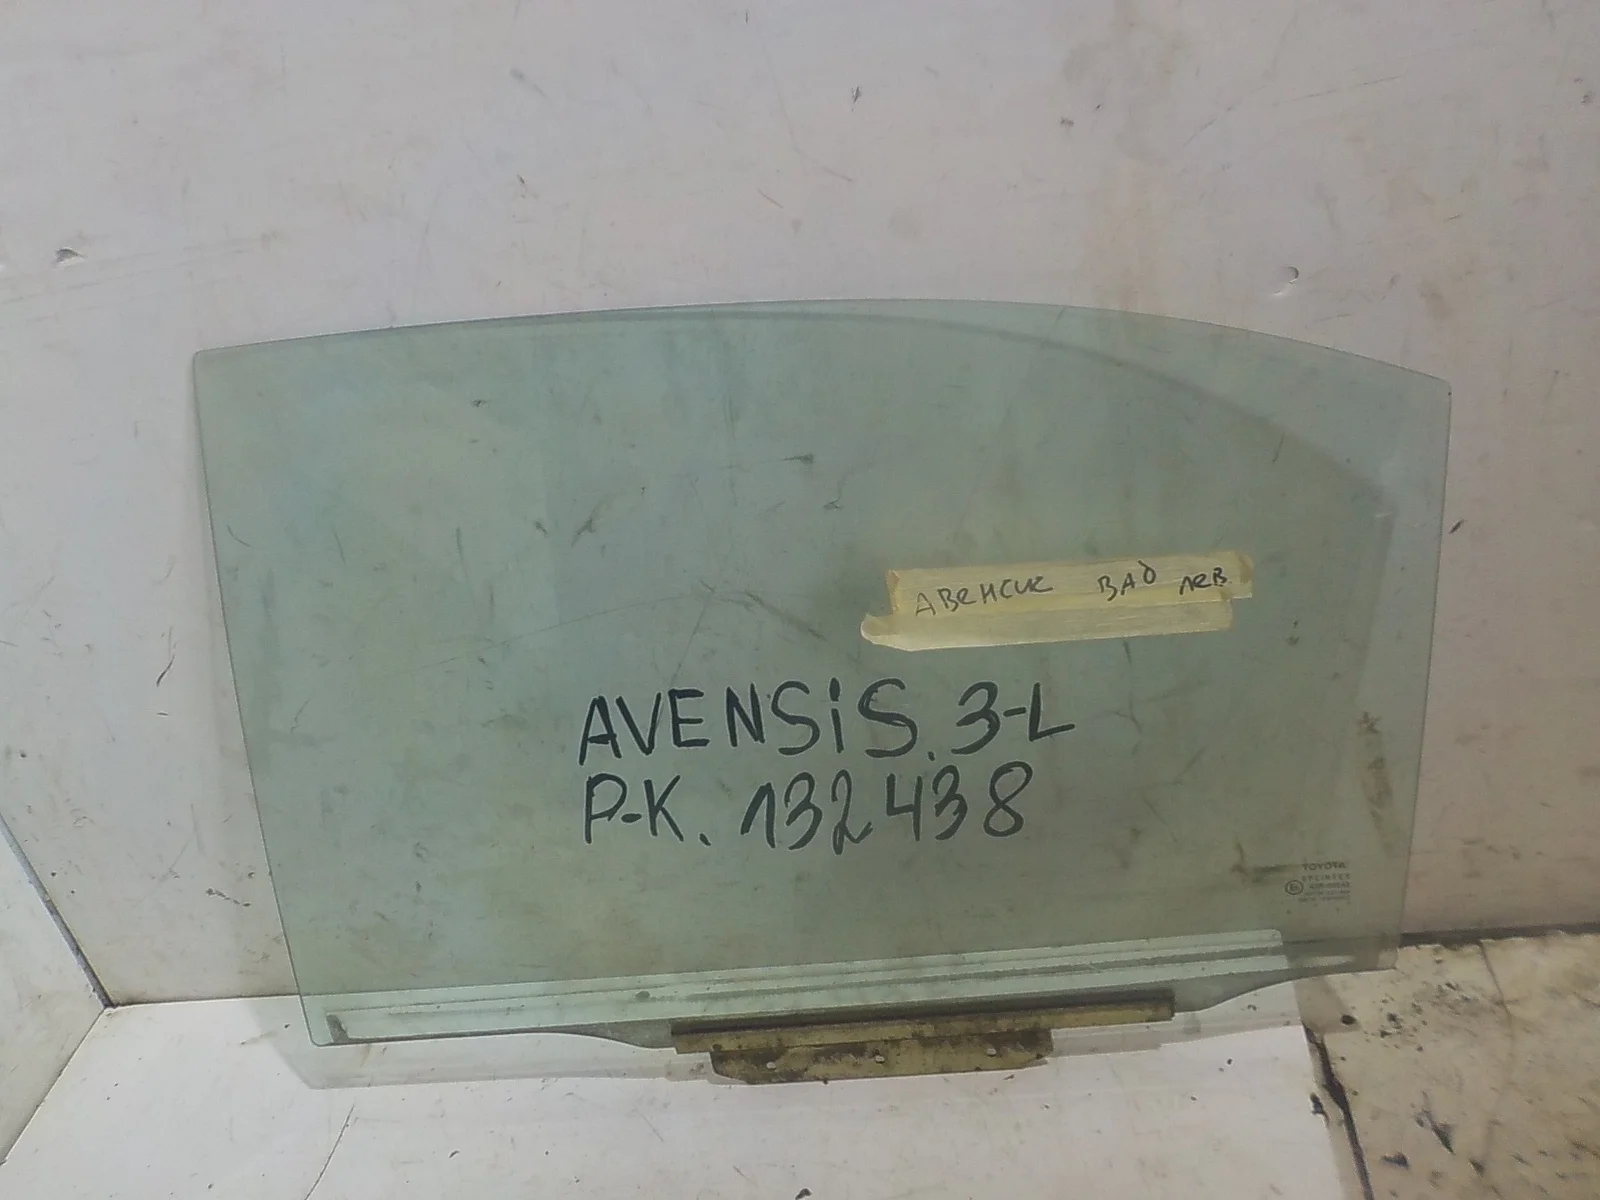 Авенсис зад лев
AVENSiS. 3-L
P-K. 132438
TOYOTA